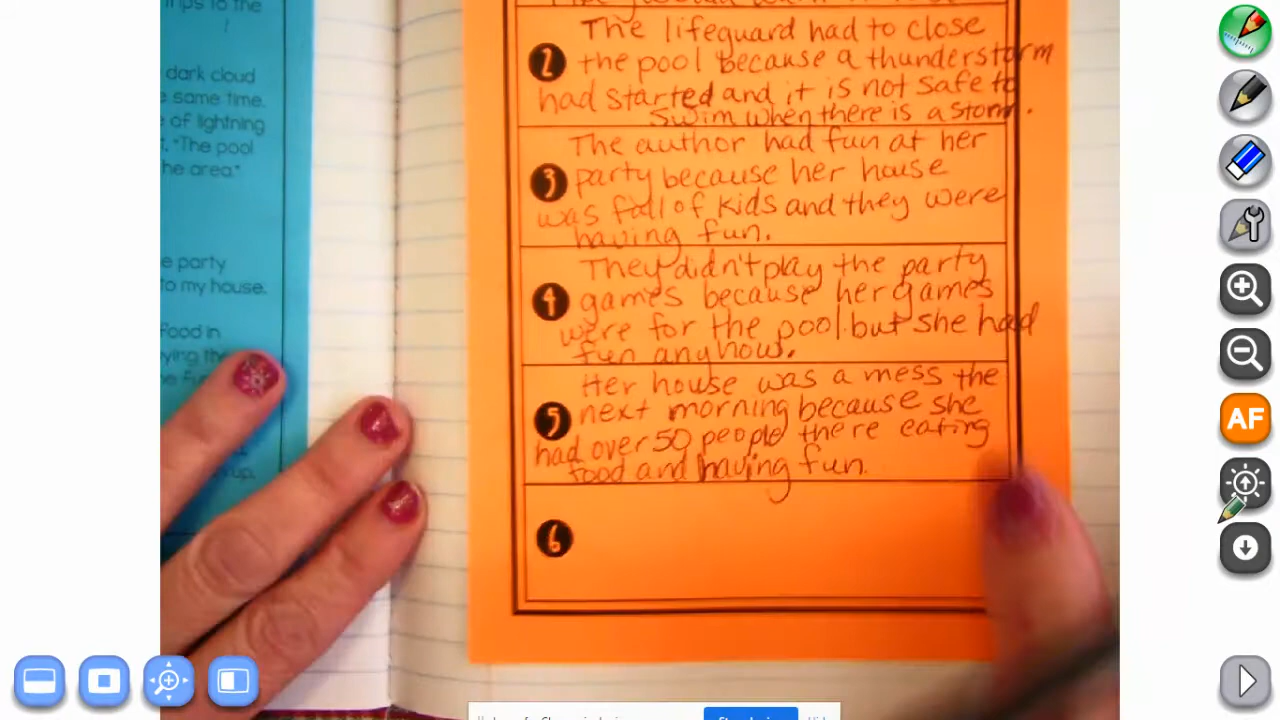 trips to the
dark cloud
same time.
of lightning
"The pool
the area."
party
to my house.
food in
The lifeguard had to close
2 the pool because a thunderstorm
had started and it is not safe to
swim when there is a storm.
The author had fun at her
3 party because her house
was full of kids and they were
having fun.
They didn't play the party
4 games because her games
were for the pool but she had
fun anyhow.
Her house was a mess the
5 next morning because she
had over 50 people there eating
food and having fun.
6
AF